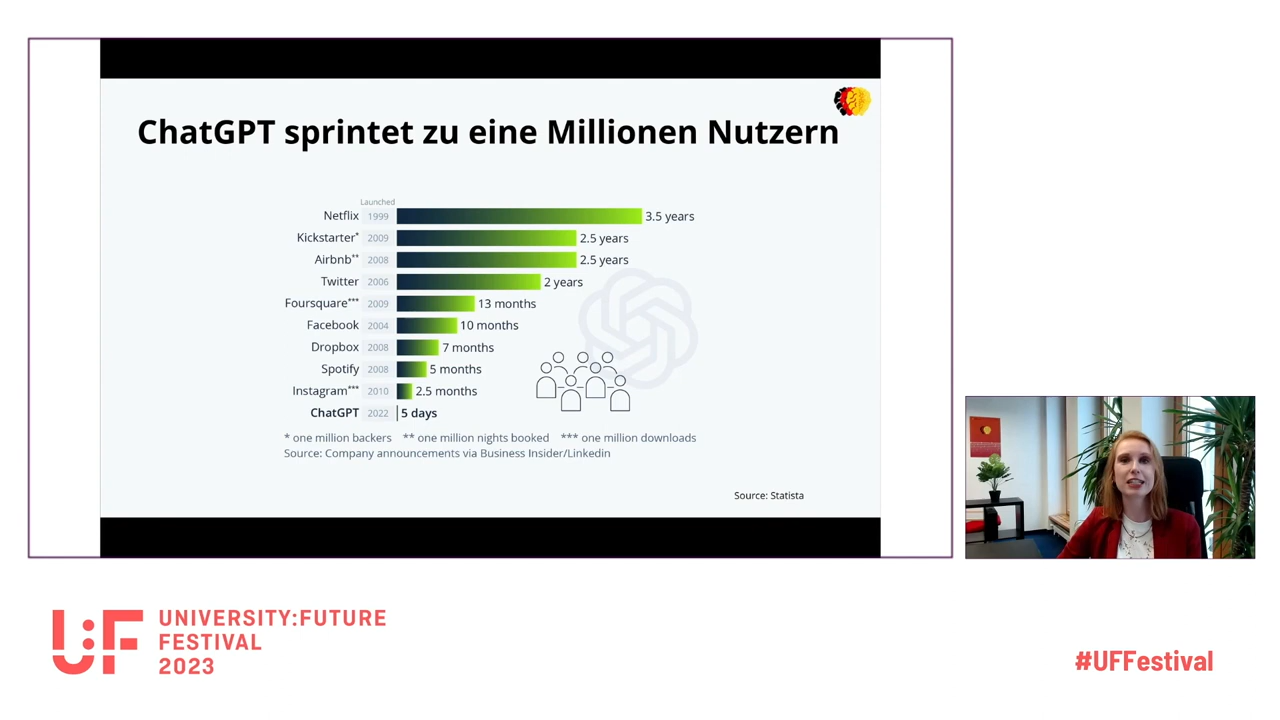 ChatGPT sprintet zu eine Millionen Nutzern
Launched
Netflix 1999 3.5 years
Kickstarter* 2009 2.5 years
Airbnb** 2008 2.5 years
Twitter 2006 2 years
Foursquare*** 2009 13 months
Facebook 2004 10 months
Dropbox 2008 7 months
Spotify 2008 5 months
Instagram*** 2010 2.5 months
ChatGPT 2022 5 days
* one million backers ** one million nights booked *** one million downloads
Source: Company announcements via Business Insider/Linkedin
Source: Statista
U:F UNIVERSITY:FUTURE
FESTIVAL
2023
#UFFestival